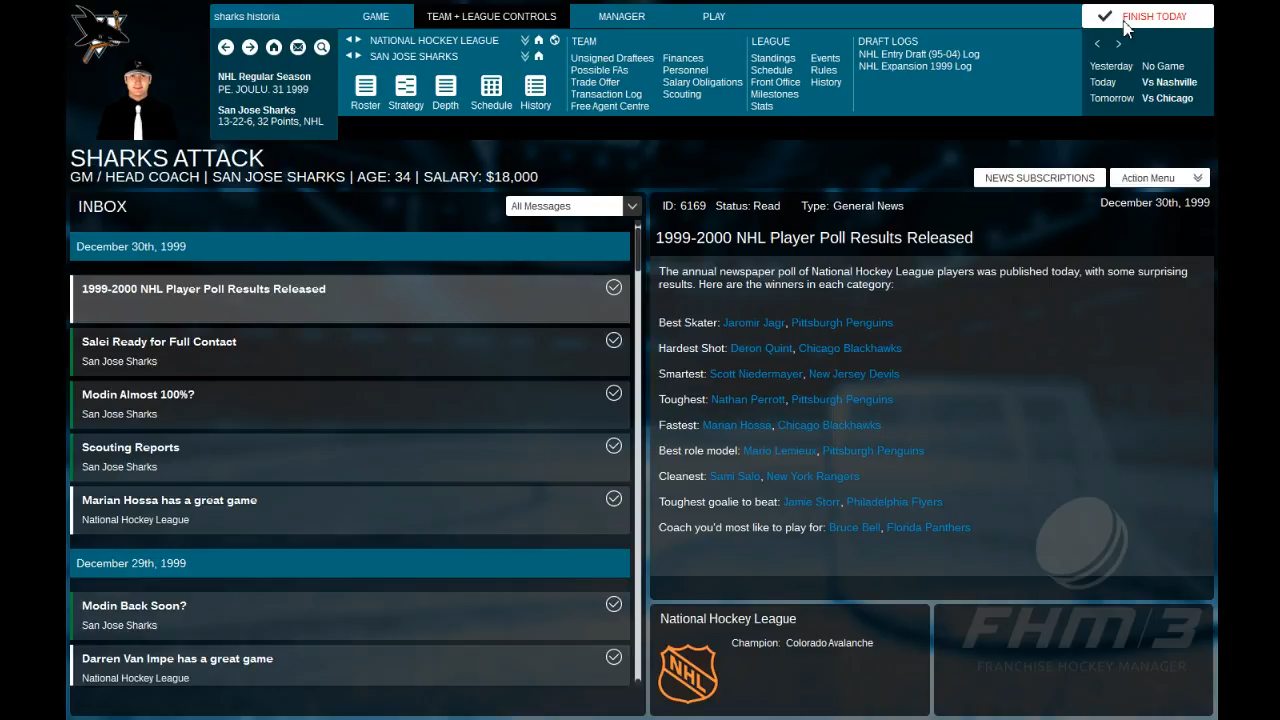 sharks historia
GAME
TEAM + LEAGUE CONTROLS
MANAGER
PLAY
FINISH TODAY
NHL Regular Season
PE. JOULU. 31 1999
San Jose Sharks
13-22-6, 32 Points, NHL
NATIONAL HOCKEY LEAGUE
SAN JOSE SHARKS
Roster
Strategy
Depth
Schedule
History
TEAM
Unsigned Draftees
Possible FAs
Trade Offer
Transaction Log
Free Agent Centre
Finances
Personnel
Salary Obligations
Scouting
LEAGUE
Standings
Schedule
Front Office
Milestones
Stats
Events
Rules
History
DRAFT LOGS
NHL Entry Draft (95-04) Log
NHL Expansion 1999 Log
Yesterday No Game
Today Vs Nashville
Tomorrow Vs Chicago
SHARKS ATTACK
GM / HEAD COACH | SAN JOSE SHARKS | AGE: 34 | SALARY: $18,000
NEWS SUBSCRIPTIONS
Action Menu
INBOX
All Messages
December 30th, 1999
1999-2000 NHL Player Poll Results Released
Salei Ready for Full Contact
San Jose Sharks
Modin Almost 100%?
San Jose Sharks
Scouting Reports
San Jose Sharks
Marian Hossa has a great game
National Hockey League
December 29th, 1999
Modin Back Soon?
San Jose Sharks
Darren Van Impe has a great game
National Hockey League
ID: 6169 Status: Read Type: General News
December 30th, 1999
1999-2000 NHL Player Poll Results Released
The annual newspaper poll of National Hockey League players was published today, with some surprising
results. Here are the winners in each category:
Best Skater: Jaromir Jagr, Pittsburgh Penguins
Hardest Shot: Deron Quint, Chicago Blackhawks
Smartest: Scott Niedermayer, New Jersey Devils
Toughest: Nathan Perrott, Pittsburgh Penguins
Fastest: Marian Hossa, Chicago Blackhawks
Best role model: Mario Lemieux, Pittsburgh Penguins
Cleanest: Sami Salo, New York Rangers
Toughest goalie to beat: Jamie Storr, Philadelphia Flyers
Coach you'd most like to play for: Bruce Bell, Florida Panthers
National Hockey League
Champion: Colorado Avalanche
NHL
FHM/3
FRANCHISE HOCKEY MANAGER